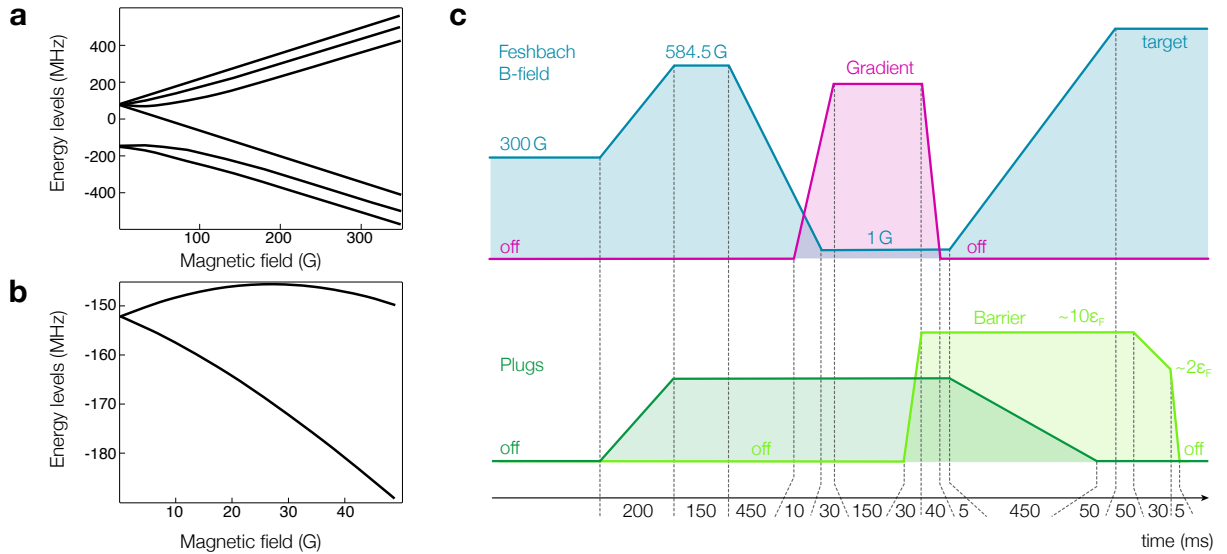 a
Energy levels (MHz)
400
200
0
-200
-400
100
200
300
Magnetic field (G)
b
Energy levels (MHz)
-150
-160
-170
-180
10
20
30
40
Magnetic field (G)
c
Feshbach
B-field
584.5 G
Gradient
target
300 G
off
1 G
off
Barrier
~10εF
Plugs
~2εF
off
off
off
200 150 450 10 30 150 30 40 5 450 50 50 30 5
time (ms)